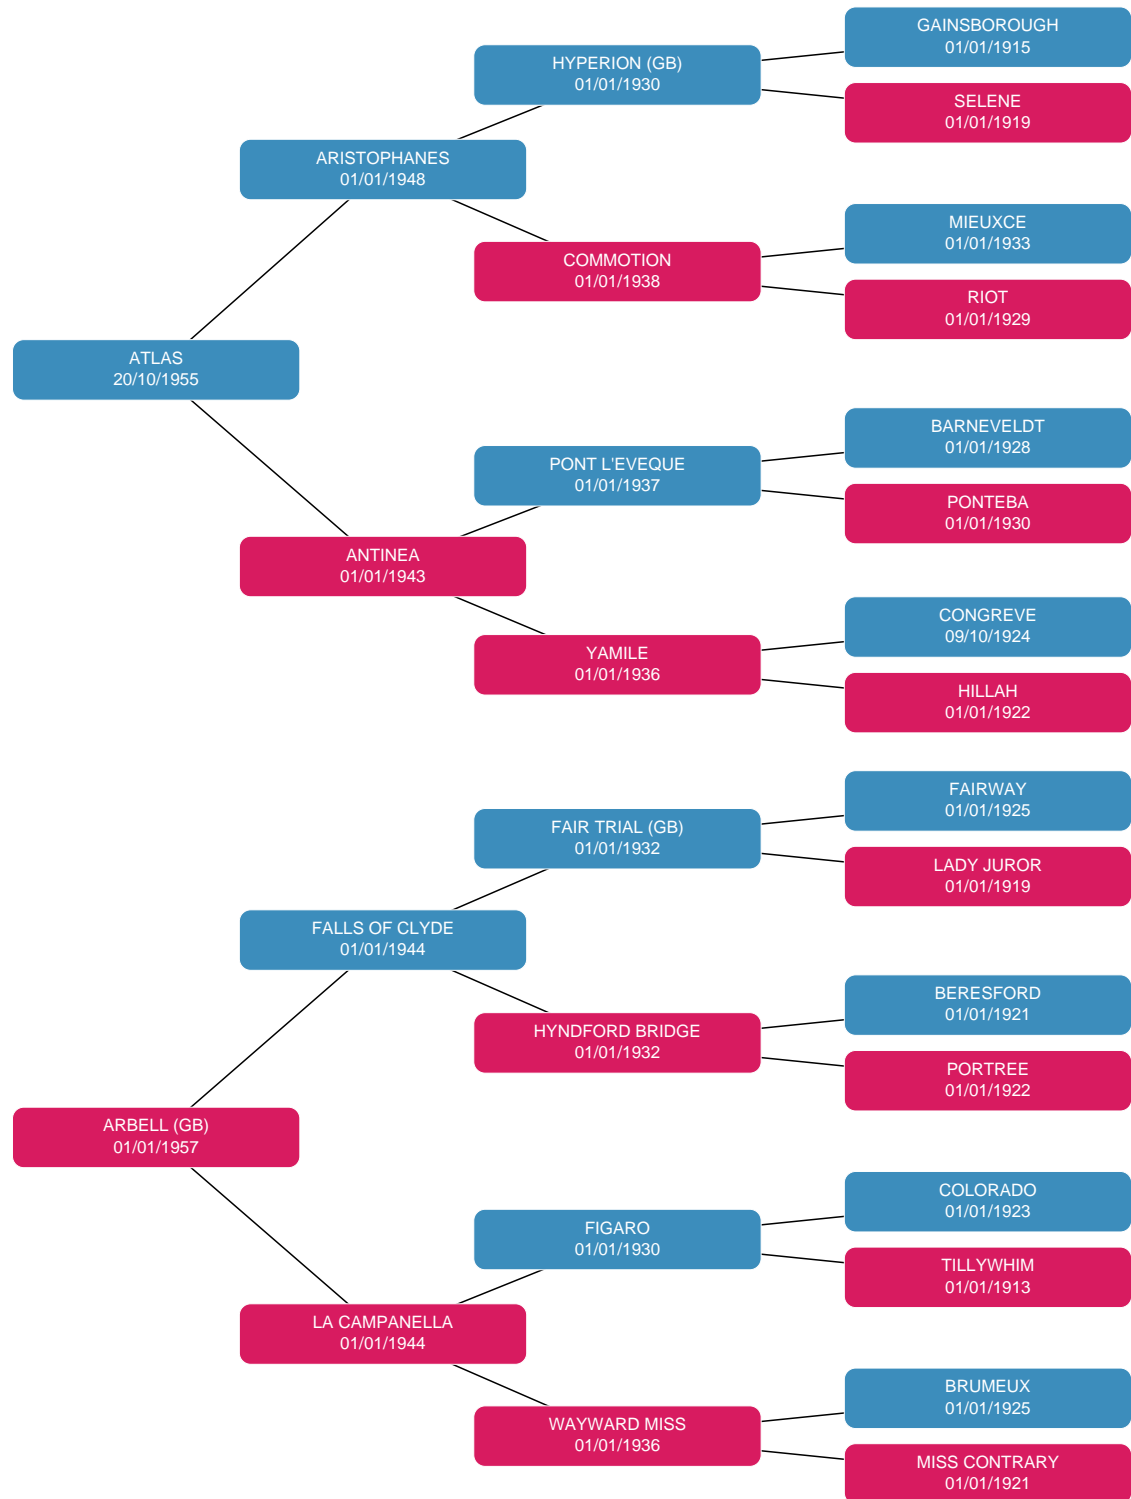 GAINSBOROUGH
01/01/1915
HYPERION (GB)
01/01/1930
SELENE
01/01/1919
ARISTOPHANES
01/01/1948
MIEUXCE
01/01/1933
COMMOTION
01/01/1938
RIOT
01/01/1929
ATLAS
20/10/1955
BARNEVELDT
01/01/1928
PONT L'EVEQUE
01/01/1937
PONTEBA
01/01/1930
ANTINEA
01/01/1943
CONGREVE
09/10/1924
YAMILE
01/01/1936
HILLAH
01/01/1922
FAIRWAY
01/01/1925
FAIR TRIAL (GB)
01/01/1932
LADY JUROR
01/01/1919
FALLS OF CLYDE
01/01/1944
BERESFORD
01/01/1921
HYNDFORD BRIDGE
01/01/1932
PORTREE
01/01/1922
ARBELL (GB)
01/01/1957
COLORADO
01/01/1923
FIGARO
01/01/1930
TILLYWHIM
01/01/1913
LA CAMPANELLA
01/01/1944
BRUMEUX
01/01/1925
WAYWARD MISS
01/01/1936
MISS CONTRARY
01/01/1921